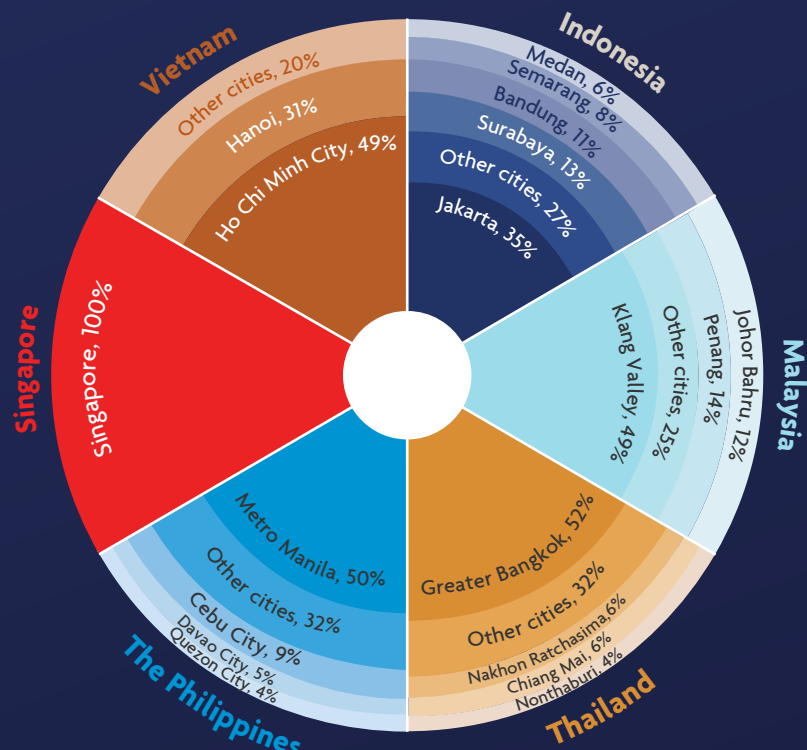 Vietnam
Other cities, 20%
Hanoi, 31%
Ho Chi Minh City, 49%
Indonesia
Medan, 6%
Semarang, 8%
Bandung, 11%
Surabaya, 13%
Other cities, 27%
Jakarta, 35%
Malaysia
Johor Bahru, 12%
Penang, 14%
Other cities, 25%
Klang Valley, 49%
Singapore
Singapore, 100%
Metro Manila, 50%
Other cities, 32%
Cebu City, 9%
Davao City, 5%
Quezon City, 4%
The Philippines
Greater Bangkok, 52%
Other cities, 32%
Nakhon Ratchasima,6%
Chiang Mai, 6%
Nonthaburi, 4%
Thailand